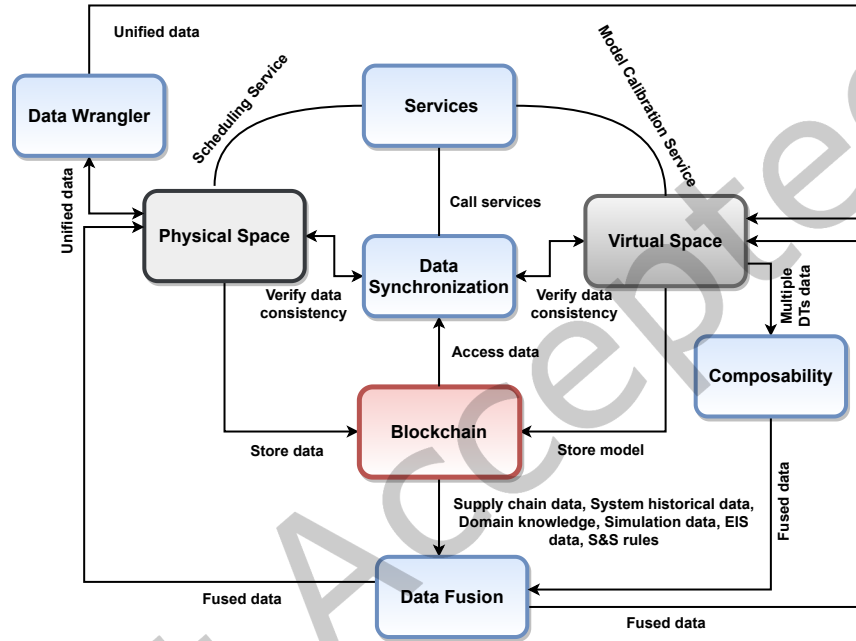 Unified data
Scheduling Service
Services
Model Calibration Service
Data Wrangler
Unified data
Call services
Physical Space
Virtual Space
Data
Synchronization
Verify data
consistency
Verify data
consistency
Multiple
DTs data
Access data
Composability
Blockchain
Store data
Store model
Supply chain data, System historical data,
Domain knowledge, Simulation data, EIS
data, S&S rules
Fused data
Data Fusion
Fused data
Fused data
Accepted